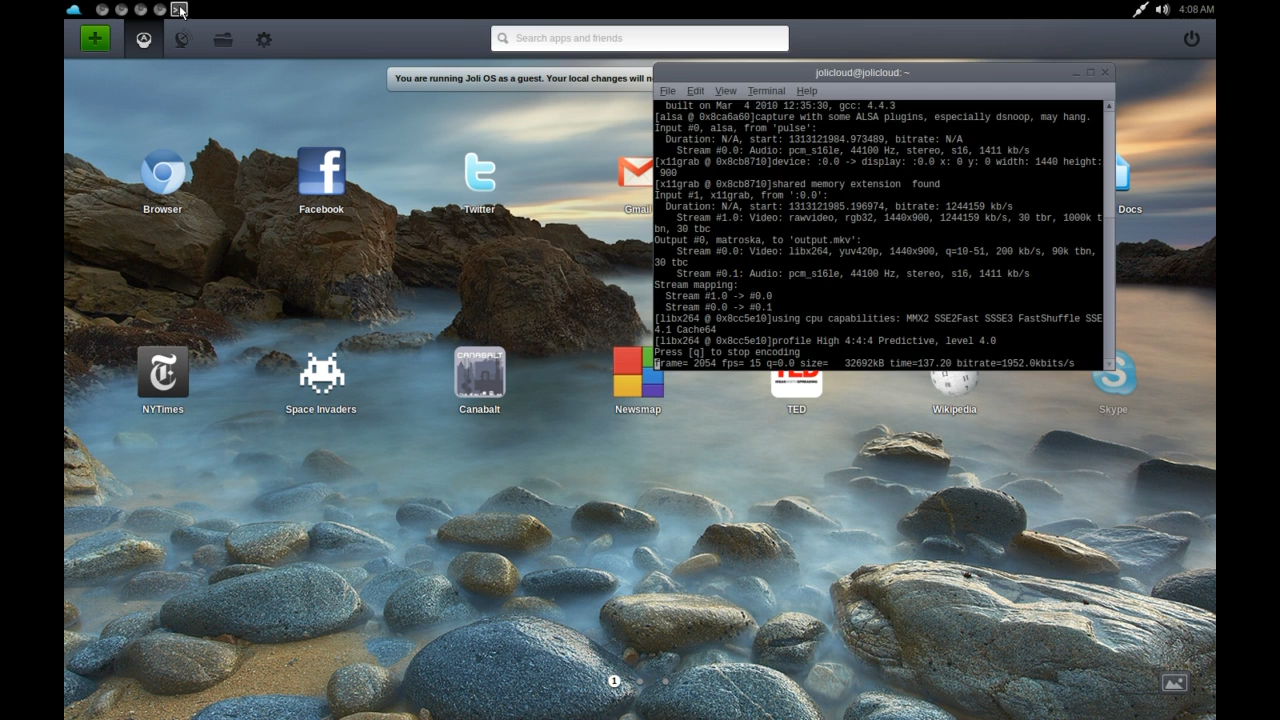 4:08 AM
Search apps and friends
You are running Joli OS as a guest. Your local changes will n
jolicloud@jolicloud: ~
File Edit View Terminal Help
built on Mar  4 2010 12:35:30, gcc: 4.4.3
[alsa @ 0x8ca6a60]capture with some ALSA plugins, especially dsnoop, may hang.
Input #0, alsa, from 'pulse':
Duration: N/A, start: 1313121984.973489, bitrate: N/A
Stream #0.0: Audio: pcm_s16le, 44100 Hz, stereo, s16, 1411 kb/s
[x11grab @ 0x8cb8710]device: :0.0 -> display: :0.0 x: 0 y: 0 width: 1440 height:
900
[x11grab @ 0x8cb8710]shared memory extension  found
Input #1, x11grab, from ':0.0':
Duration: N/A, start: 1313121985.196974, bitrate: 1244159 kb/s
Stream #1.0: Video: rawvideo, rgb32, 1440x900, 1244159 kb/s, 30 tbr, 1000k t
bn, 30 tbc
Output #0, matroska, to 'output.mkv':
Stream #0.0: Video: libx264, yuv420p, 1440x900, q=10-51, 200 kb/s, 90k tbn,
30 tbc
Stream #0.1: Audio: pcm_s16le, 44100 Hz, stereo, s16, 1411 kb/s
Stream mapping:
Stream #1.0 -> #0.0
Stream #0.0 -> #0.1
[libx264 @ 0x8cc5e10]using cpu capabilities: MMX2 SSE2Fast SSSE3 FastShuffle SSE
4.1 Cache64
[libx264 @ 0x8cc5e10]profile High 4:4:4 Predictive, level 4.0
Press [q] to stop encoding
frame= 2054 fps= 15 q=0.0 size=   32692kB time=137.20 bitrate=1952.0kbits/s
Browser
Facebook
Twitter
Gmail
Docs
CANABALT
TED
NYTimes
Space Invaders
Canabalt
Newsmap
TED
Wikipedia
Skype
1